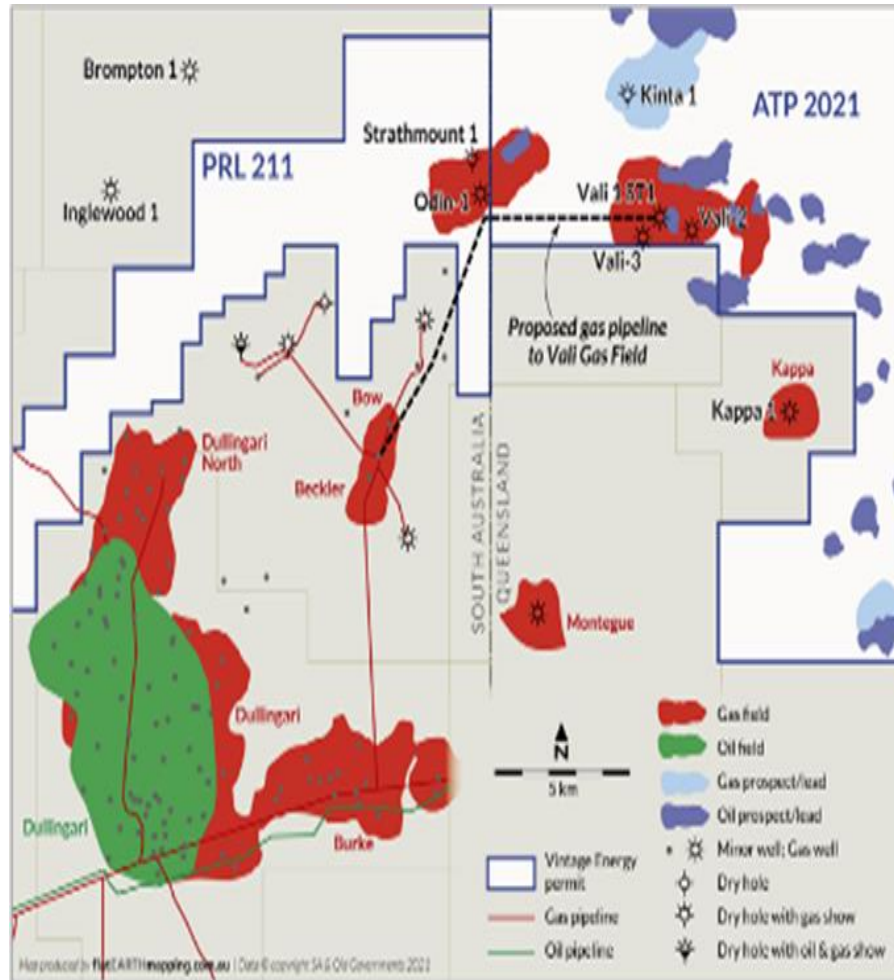 Brompton 1
Kinta 1
ATP 2021
Strathmount 1
PRL 211
Odin-1
Vali 1 ST1
Vali-2
Inglewood 1
Vali-3
Proposed gas pipeline
to Vali Gas Field
Kappa
Kappa 1
Bow
Dullingari
North
Beckler
SOUTH AUSTRALIA
QUEENSLAND
Montegue
Dullingari
Dullingari
Burke
N
5 km
Gas field
Oil field
Gas prospect/lead
Oil prospect/lead
Minor well; Gas well
Dry hole
Dry hole with gas show
Dry hole with oil & gas show
Vintage Energy
permit
Gas pipeline
Oil pipeline
Map produced by flatEARTHmapping.com.au | Data © copyright SA & Qld Governments 2021